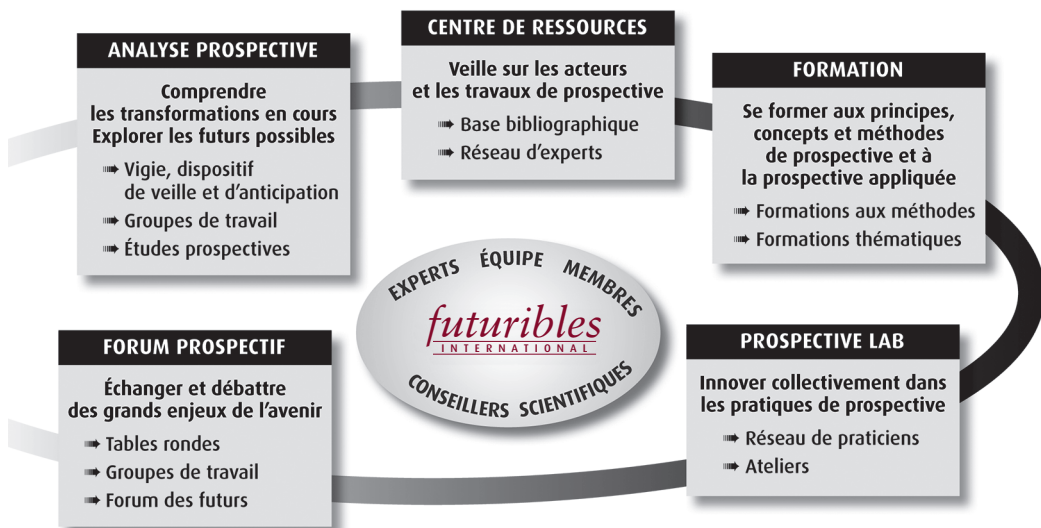 ANALYSE PROSPECTIVE
Comprendre
les transformations en cours
Explorer les futurs possibles
Vigie, dispositif
de veille et d'anticipation
Groupes de travail
Études prospectives
CENTRE DE RESSOURCES
Veille sur les acteurs
et les travaux de prospective
Base bibliographique
Réseau d'experts
FORMATION
Se former aux principes,
concepts et méthodes
de prospective et à
la prospective appliquée
Formations aux méthodes
Formations thématiques
EXPERTS ÉQUIPE MEMBRES
futuribles
INTERNATIONAL
CONSEILLERS SCIENTIFIQUES
FORUM PROSPECTIF
Échanger et débattre
des grands enjeux de l'avenir
Tables rondes
Groupes de travail
Forum des futurs
PROSPECTIVE LAB
Innover collectivement dans
les pratiques de prospective
Réseau de praticiens
Ateliers